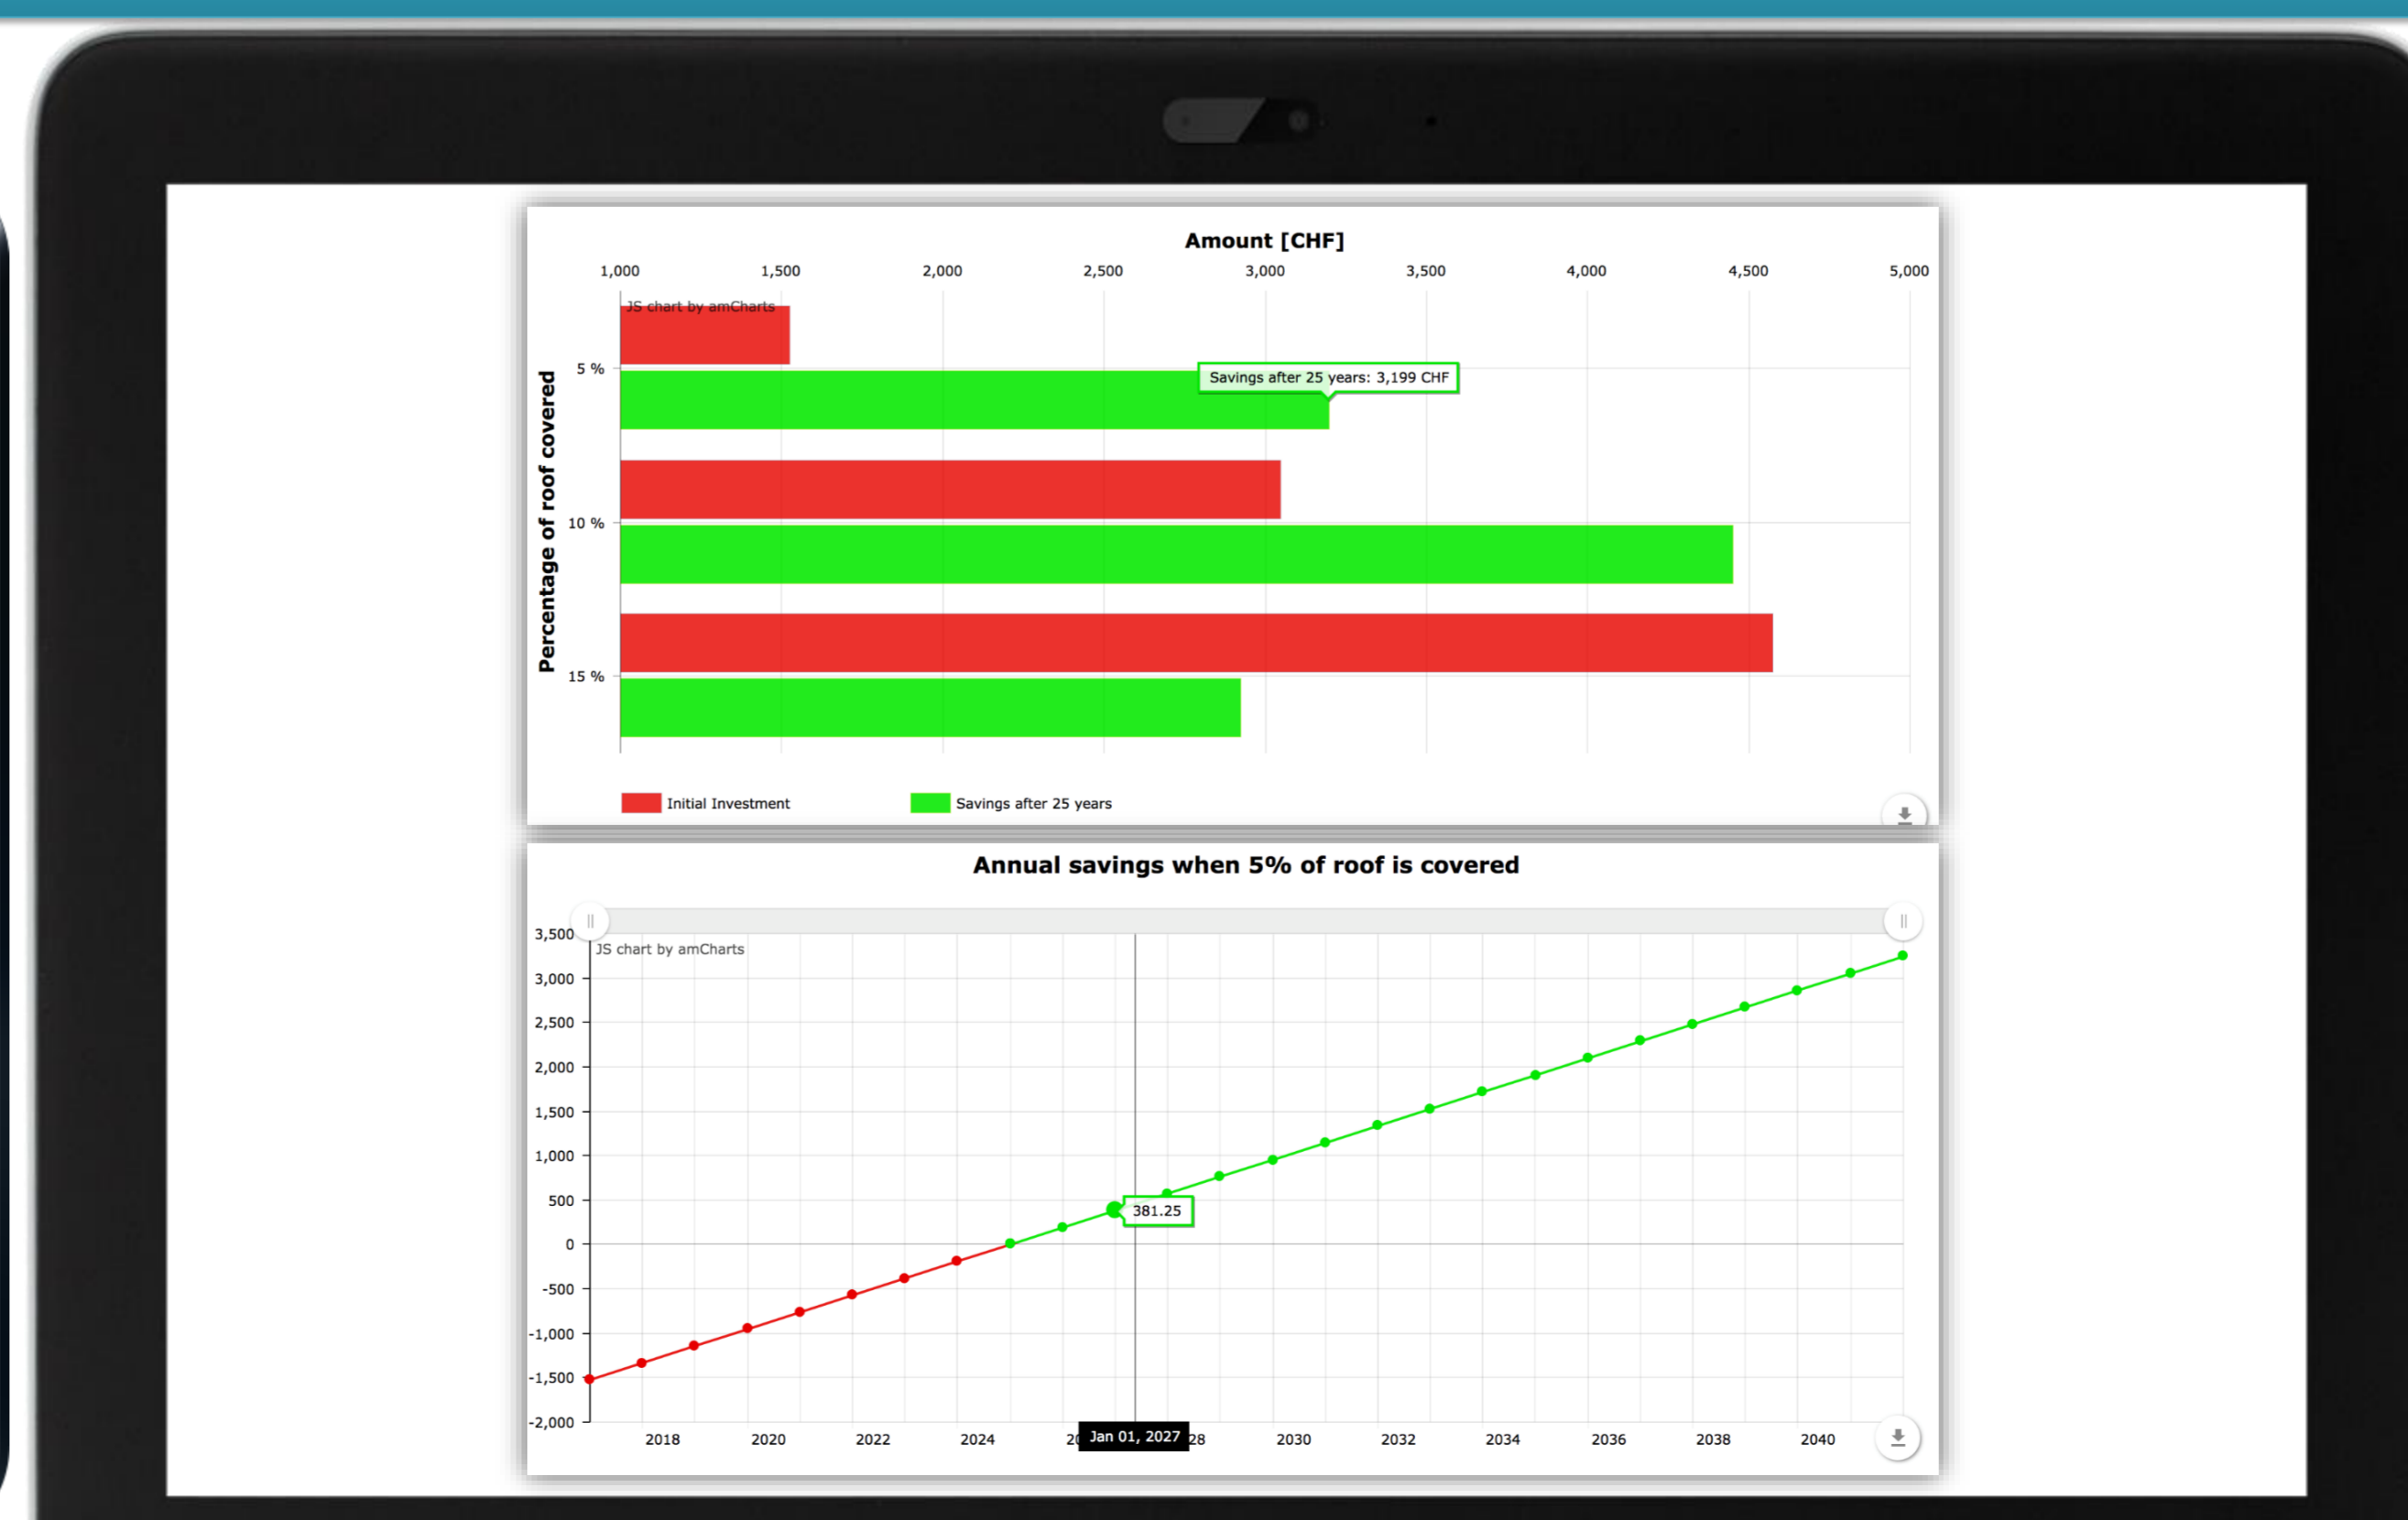 Amount [CHF]
1,000 1,500 2,000 2,500 3,000 3,500 4,000 4,500 5,000
JS chart by amCharts
Percentage of roof covered
5 %
Savings after 25 years: 3,199 CHF
10 %
15 %
Initial Investment Savings after 25 years
Annual savings when 5% of roof is covered
3,500
JS chart by amCharts
3,000
2,500
2,000
1,500
1,000
500
381.25
0
-500
-1,000
-1,500
-2,000
2018 2020 2022 2024 Jan 01, 2027 28 2030 2032 2034 2036 2038 2040